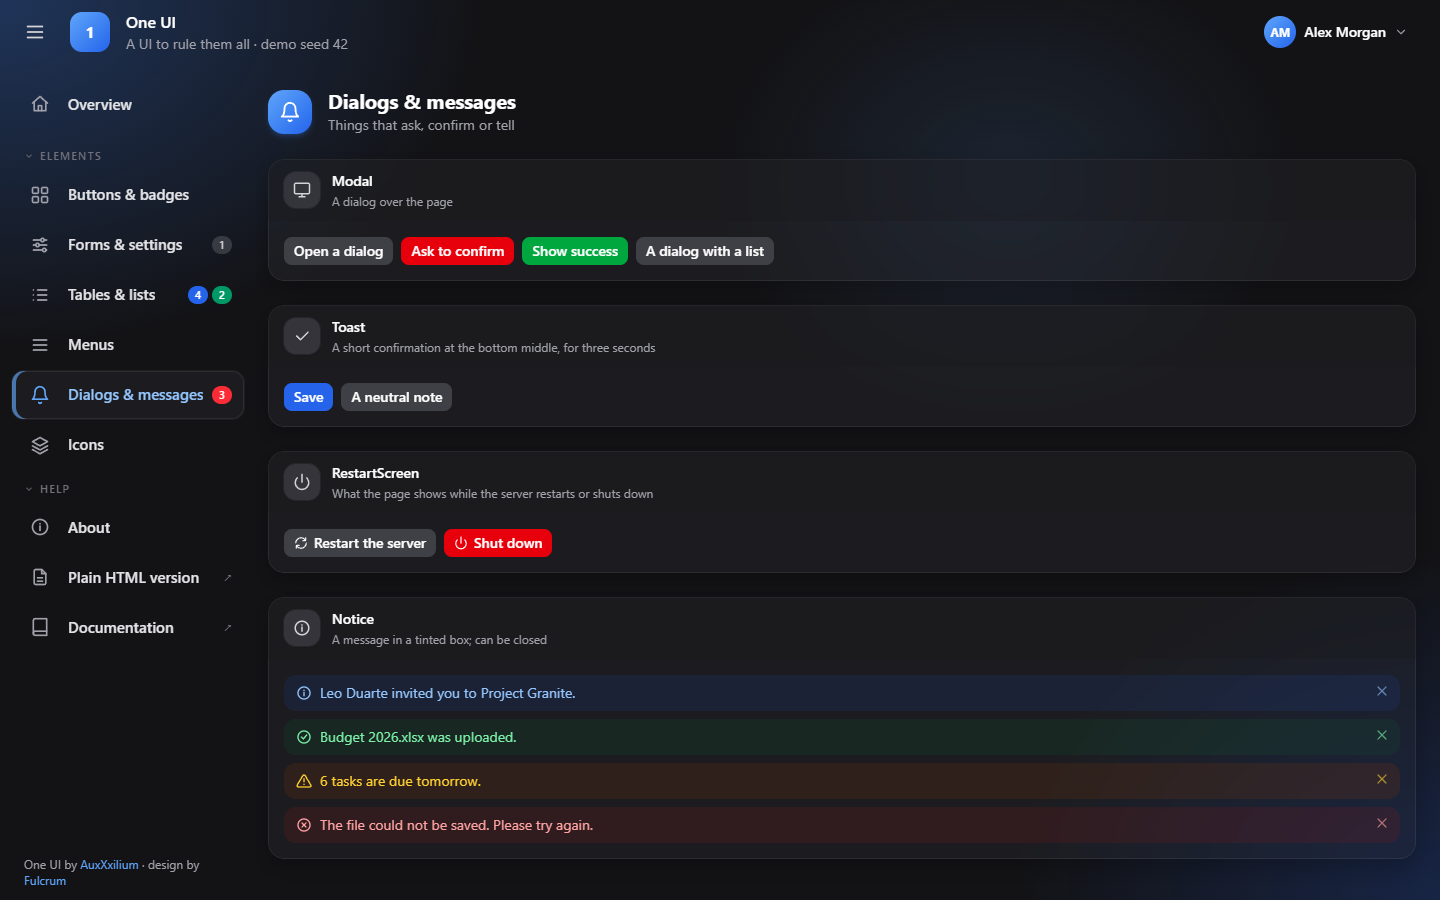 1
One UI
A UI to rule them all · demo seed 42
AM
Alex Morgan
Overview
ELEMENTS
Buttons & badges
Forms & settings 1
Tables & lists 4 2
Menus
Dialogs & messages 3
Icons
HELP
About
Plain HTML version ↗
Documentation ↗
One UI by AuxXxilium · design by
Fulcrum
Dialogs & messages
Things that ask, confirm or tell
Modal
A dialog over the page
Open a dialog Ask to confirm Show success A dialog with a list
Toast
A short confirmation at the bottom middle, for three seconds
Save A neutral note
RestartScreen
What the page shows while the server restarts or shuts down
Restart the server Shut down
Notice
A message in a tinted box; can be closed
Leo Duarte invited you to Project Granite.
Budget 2026.xlsx was uploaded.
6 tasks are due tomorrow.
The file could not be saved. Please try again.